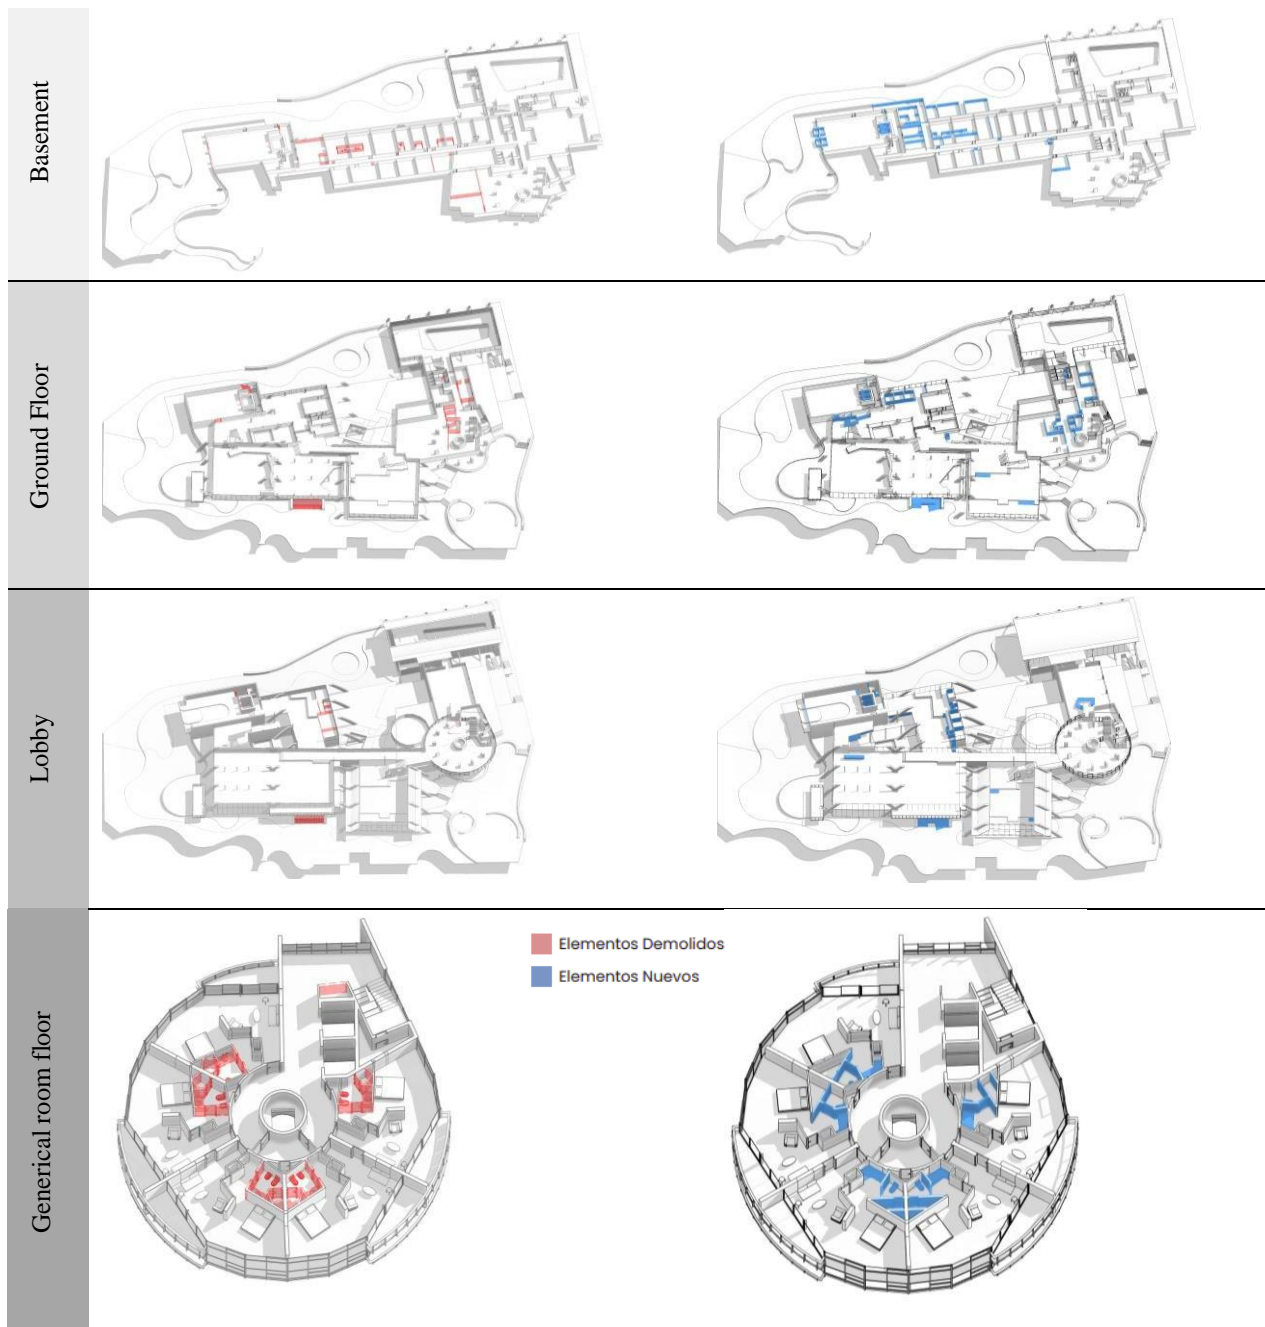 Basement
Ground Floor
Lobby
Generical room floor
Elementos Demolidos
Elementos Nuevos